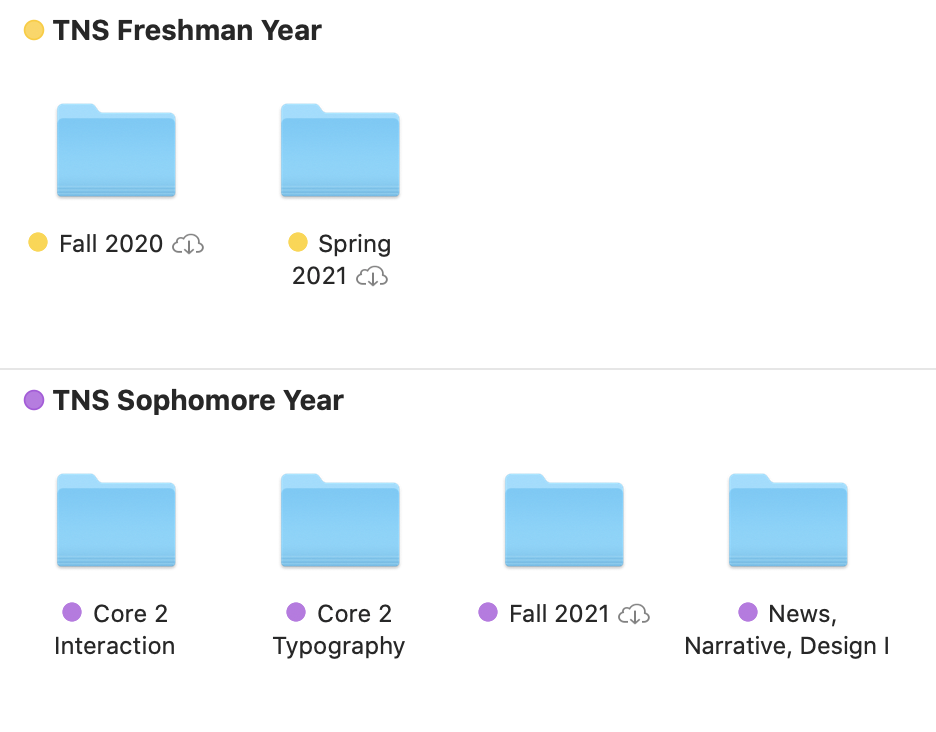 TNS Freshman Year
Fall 2020
Spring
2021
TNS Sophomore Year
Core 2
Interaction
Core 2
Typography
Fall 2021
News,
Narrative, Design I